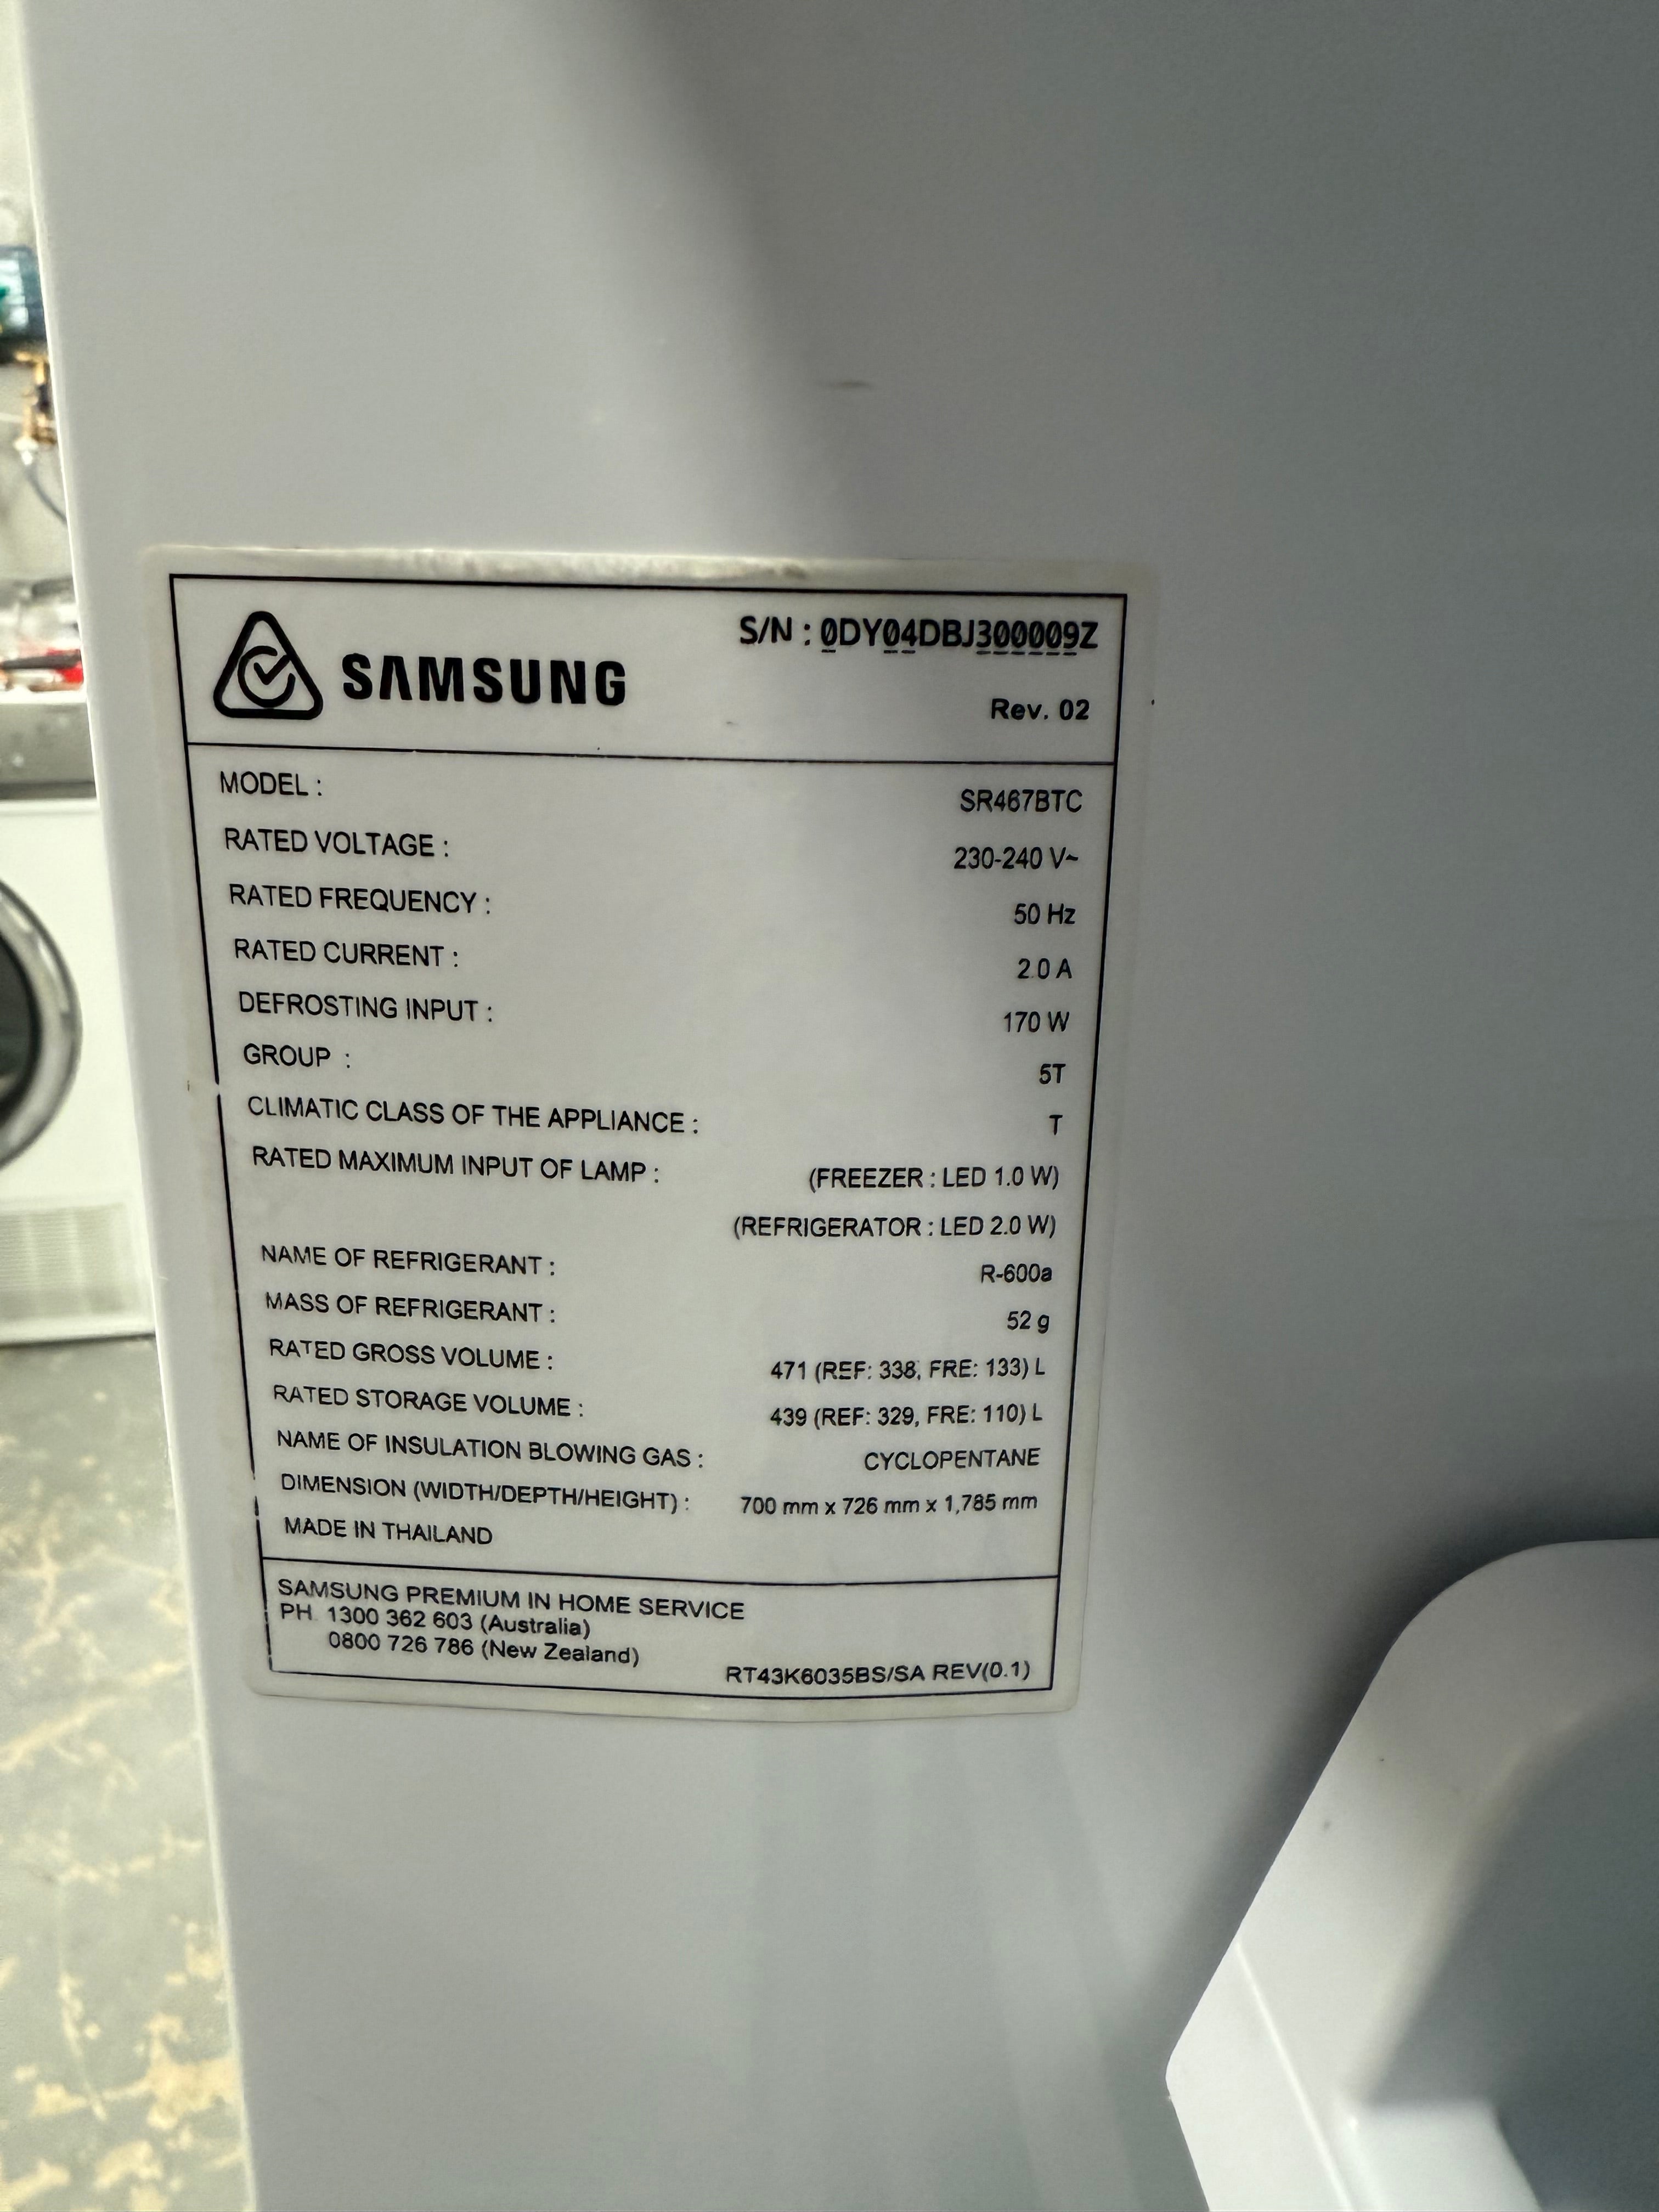 SAMSUNG
S/N : 0DY04DBJ300009Z
Rev. 02
MODEL : SR467BTC
RATED VOLTAGE : 230-240 V~
RATED FREQUENCY : 50 Hz
RATED CURRENT : 2.0 A
DEFROSTING INPUT : 170 W
GROUP : 5T
CLIMATIC CLASS OF THE APPLIANCE : T
RATED MAXIMUM INPUT OF LAMP : (FREEZER : LED 1.0 W)
(REFRIGERATOR : LED 2.0 W)
NAME OF REFRIGERANT : R-600a
MASS OF REFRIGERANT : 52 g
RATED GROSS VOLUME : 471 (REF: 338, FRE: 133) L
RATED STORAGE VOLUME : 439 (REF: 329, FRE: 110) L
NAME OF INSULATION BLOWING GAS : CYCLOPENTANE
DIMENSION (WIDTH/DEPTH/HEIGHT) : 700 mm x 726 mm x 1,785 mm
MADE IN THAILAND
SAMSUNG PREMIUM IN HOME SERVICE
PH. 1300 362 603 (Australia)
0800 726 786 (New Zealand)
RT43K6035BS/SA REV(0.1)